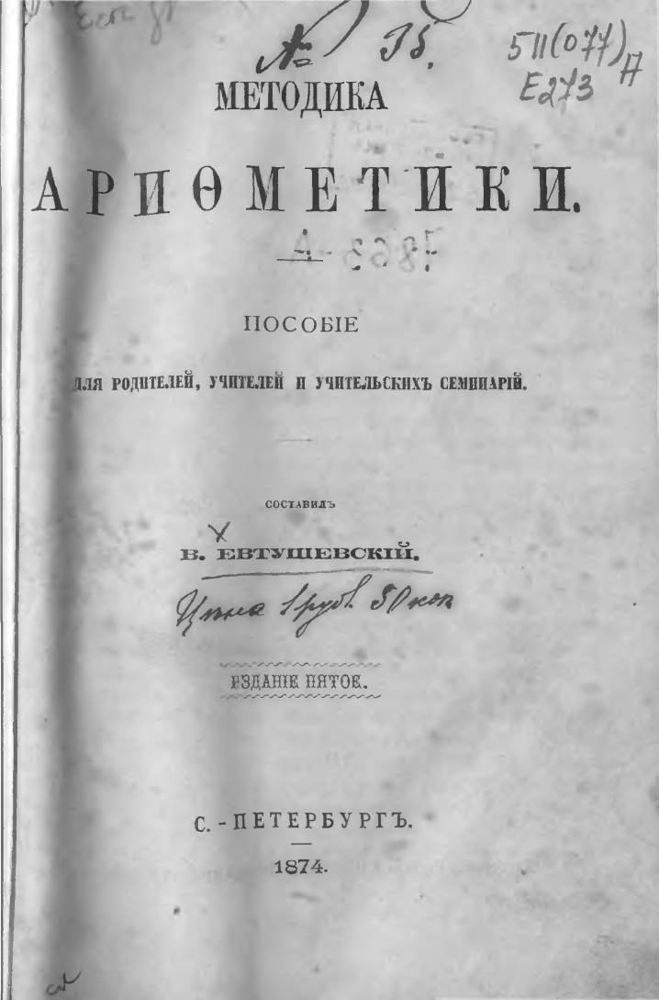 № 35.
511(077)
Е273
МЕТОДИКА
АРИѲМЕТИКИ.
ПОСОБІЕ
ДЛЯ РОДИТЕЛЕЙ, УЧИТЕЛЕЙ И УЧИТЕЛЬСКИХЪ СЕМИНАРІЙ.
СОСТАВИЛЪ
В. ЕВТУШЕВСКІЙ.
Цѣна 1 руб. 50 коп
ИЗДАНІЕ ПЯТОЕ.
С.-ПЕТЕРБУРГЪ.
1874.